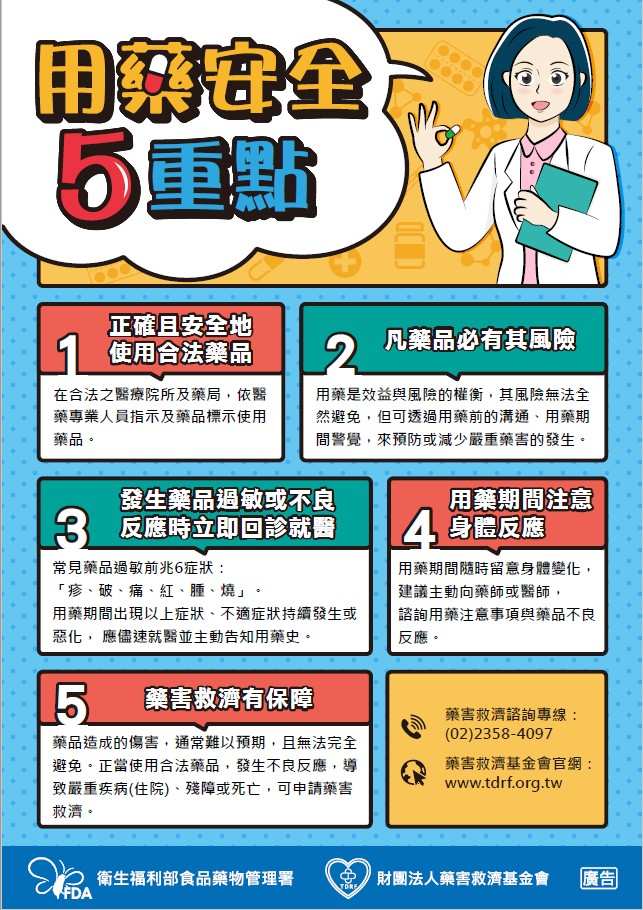 用藥安全
5重點
1
正確且安全地
使用合法藥品
在合法之醫療院所及藥局，依醫
藥專業人員指示及藥品標示使用
藥品。
2
凡藥品必有其風險
用藥是效益與風險的權衡，其風險無法全
然避免，但可透過用藥前的溝通、用藥期
間警覺，來預防或減少嚴重藥害的發生。
3
發生藥品過敏或不良
反應時立即回診就醫
常見藥品過敏前兆6症狀：
「疹、破、痛、紅、腫、燒」。
用藥期間出現以上症狀、不適症狀持續發生或
惡化， 應儘速就醫並主動告知用藥史。
4
用藥期間注意
身體反應
用藥期間隨時留意身體變化，
建議主動向藥師或醫師，
諮詢用藥注意事項與藥品不良
反應。
5
藥害救濟有保障
藥品造成的傷害，通常難以預期，且無法完全
避免。正當使用合法藥品，發生不良反應，導
致嚴重疾病(住院)、殘障或死亡，可申請藥害
救濟。
藥害救濟諮詢專線：
(02)2358-4097
藥害救濟基金會官網：
www.tdrf.org.tw
FDA
衛生福利部食品藥物管理署
TDRF
財團法人藥害救濟基金會
廣告